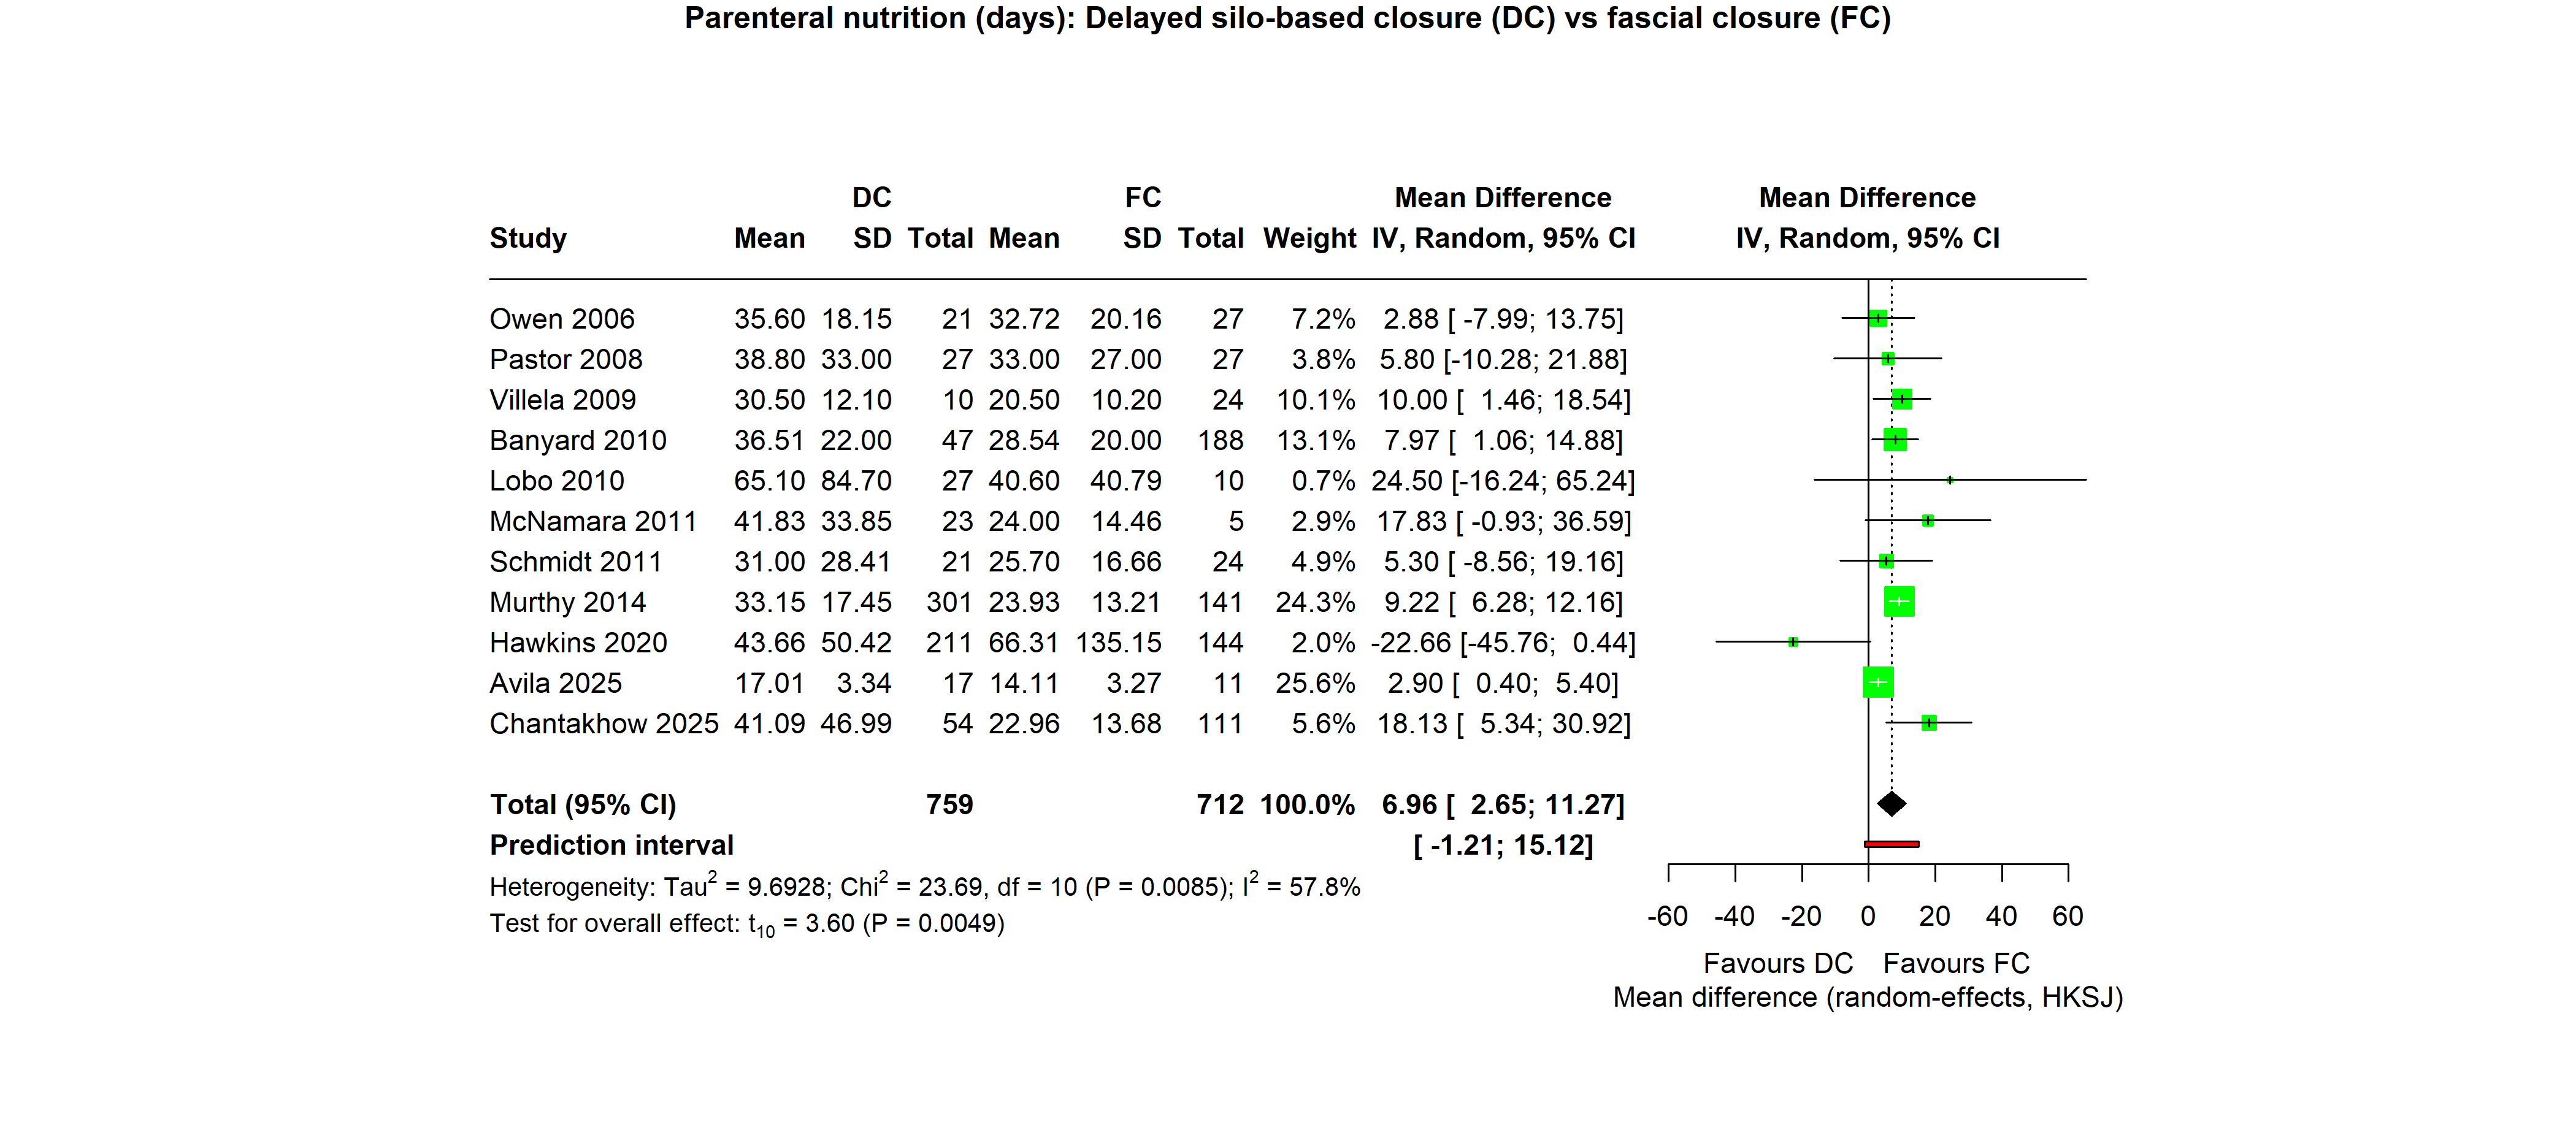 Parenteral nutrition (days): Delayed silo-based closure (DC) vs fascial closure (FC)
DC FC Mean Difference Mean Difference
Study Mean SD Total Mean SD Total Weight IV, Random, 95% CI IV, Random, 95% CI
Owen 2006 35.60 18.15 21 32.72 20.16 27 7.2% 2.88 [ -7.99; 13.75]
Pastor 2008 38.80 33.00 27 33.00 27.00 27 3.8% 5.80 [-10.28; 21.88]
Villela 2009 30.50 12.10 10 20.50 10.20 24 10.1% 10.00 [ 1.46; 18.54]
Banyard 2010 36.51 22.00 47 28.54 20.00 188 13.1% 7.97 [ 1.06; 14.88]
Lobo 2010 65.10 84.70 27 40.60 40.79 10 0.7% 24.50 [-16.24; 65.24]
McNamara 2011 41.83 33.85 23 24.00 14.46 5 2.9% 17.83 [ -0.93; 36.59]
Schmidt 2011 31.00 28.41 21 25.70 16.66 24 4.9% 5.30 [ -8.56; 19.16]
Murthy 2014 33.15 17.45 301 23.93 13.21 141 24.3% 9.22 [ 6.28; 12.16]
Hawkins 2020 43.66 50.42 211 66.31 135.15 144 2.0% -22.66 [-45.76; 0.44]
Avila 2025 17.01 3.34 17 14.11 3.27 11 25.6% 2.90 [ 0.40; 5.40]
Chantakhow 2025 41.09 46.99 54 22.96 13.68 111 5.6% 18.13 [ 5.34; 30.92]
Total (95% CI) 759 712 100.0% 6.96 [ 2.65; 11.27]
Prediction interval [ -1.21; 15.12]
Heterogeneity: Tau² = 9.6928; Chi² = 23.69, df = 10 (P = 0.0085); I² = 57.8%
Test for overall effect: t₁₀ = 3.60 (P = 0.0049)
-60 -40 -20 0 20 40 60
Favours DC Favours FC
Mean difference (random-effects, HKSJ)